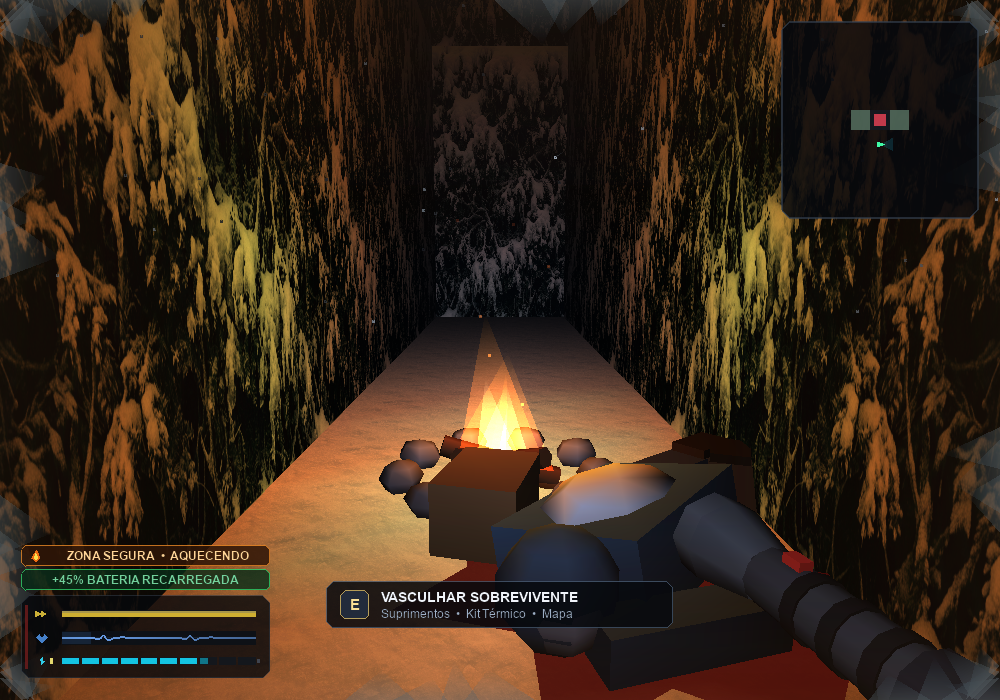 ZONA SEGURA • AQUECENDO
+45% BATERIA RECARREGADA
E
VASCULHAR SOBREVIVENTE
Suprimentos • Kit Térmico • Mapa